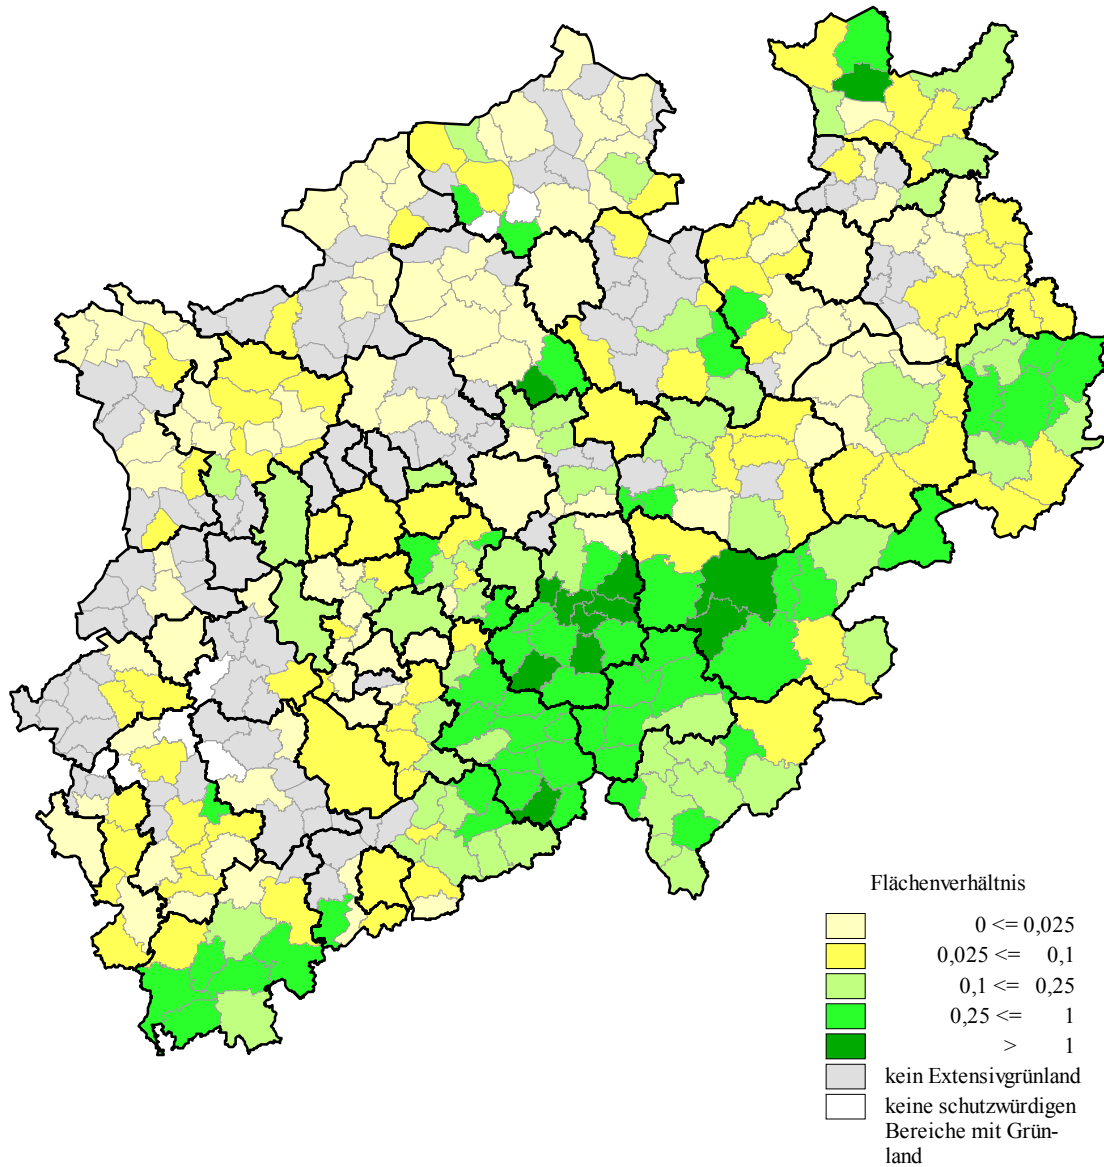 Flächenverhältnis
0 <= 0,025
0,025 <= 0,1
0,1 <= 0,25
0,25 <= 1
> 1
kein Extensivgrünland
keine schutzwürdigen
Bereiche mit Grün-
land